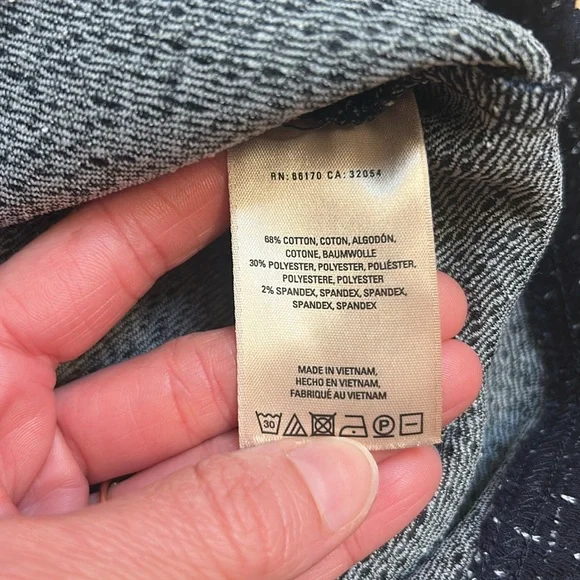 RN: 86170 CA: 32054
68% COTTON, COTON, ALGODÓN,
COTONE, BAUMWOLLE
30% POLYESTER, POLYESTER, POLIÉSTER,
POLYESTERE, POLYESTER
2% SPANDEX, SPANDEX, SPANDEX,
SPANDEX, SPANDEX
MADE IN VIETNAM,
HECHO EN VIETNAM,
FABRIQUÉ AU VIETNAM
30 P